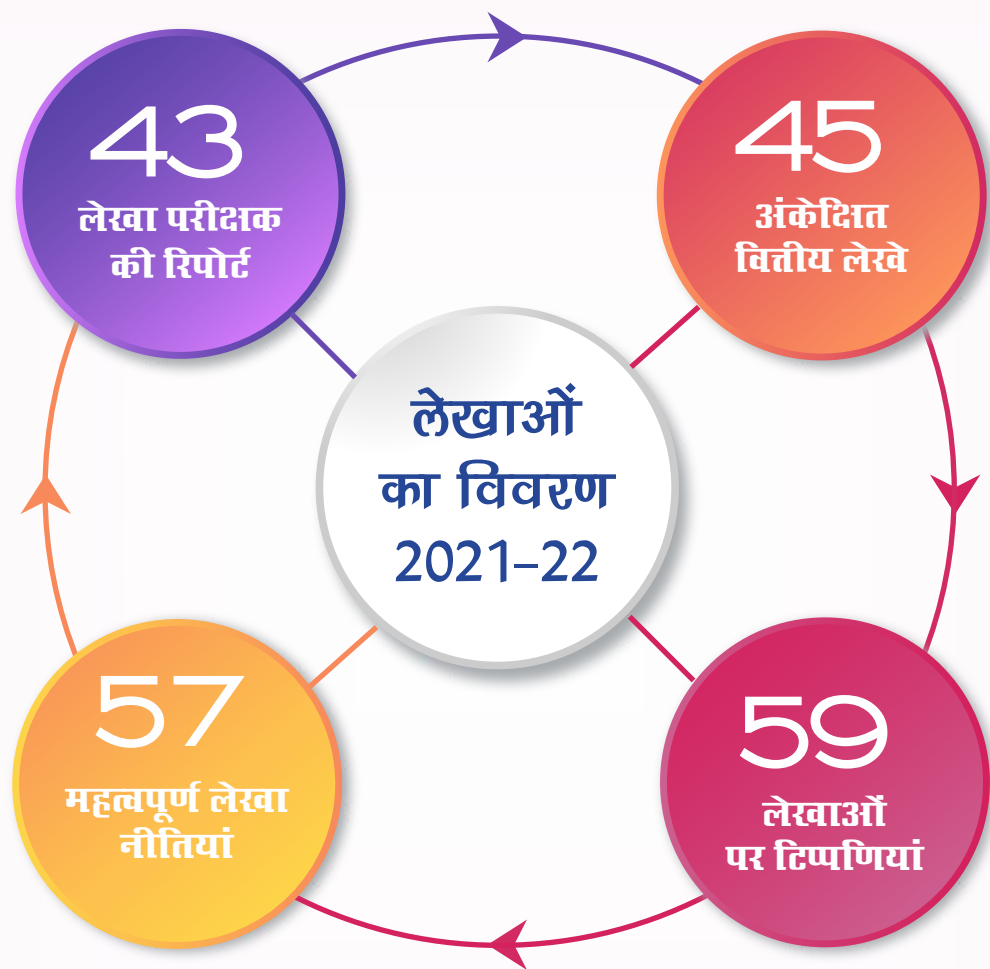 43
लेखा परीक्षक
की रिपोर्ट
45
अंकेक्षित
वित्तीय लेखे
लेखाओं
का विवरण
2021–22
57
महत्वपूर्ण लेखा
नीतियां
59
लेखाओं
पर टिप्पणियां